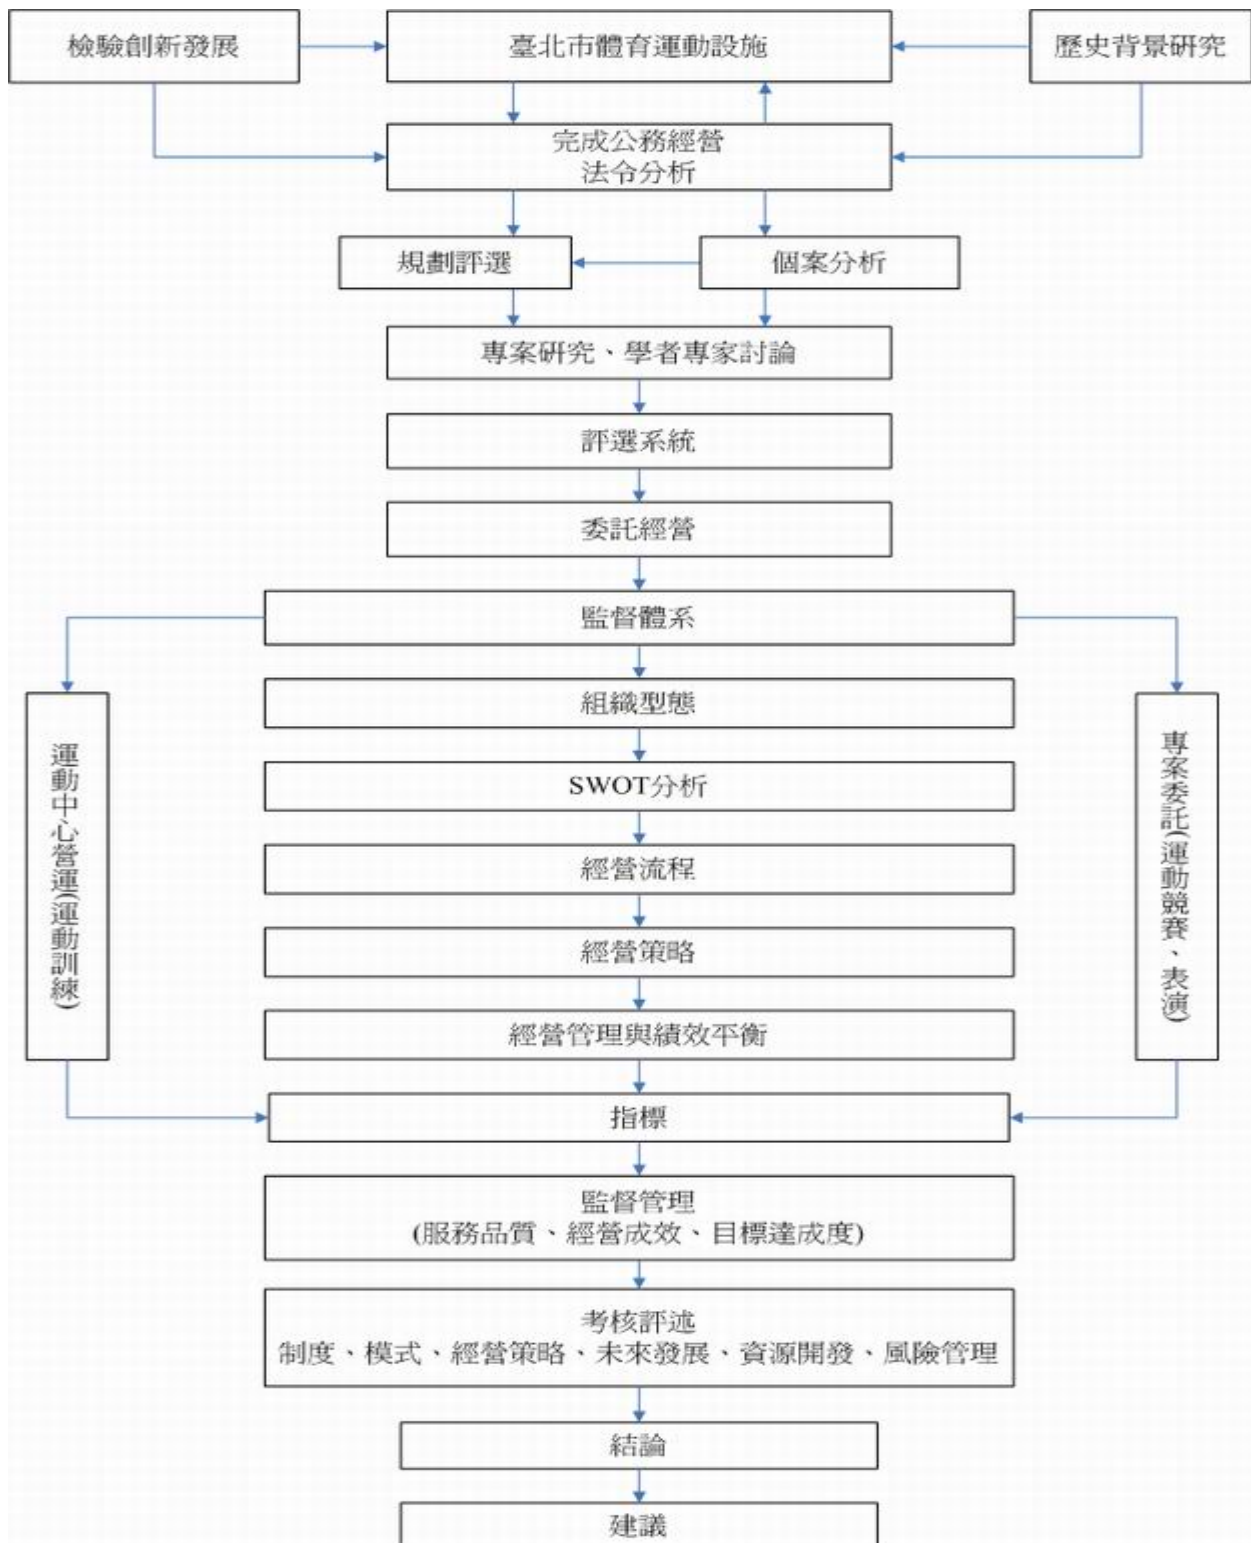 檢驗創新發展
臺北市體育運動設施
歷史背景研究
完成公務經營
法令分析
規劃評選
個案分析
專案研究、學者專家討論
評選系統
委託經營
監督體系
組織型態
SWOT分析
經營流程
經營策略
經營管理與績效平衡
運動中心營運(運動訓練)
專案委託(運動競賽、表演)
指標
監督管理
(服務品質、經營成效、目標達成度)
考核評述
制度、模式、經營策略、未來發展、資源開發、風險管理
結論
建議